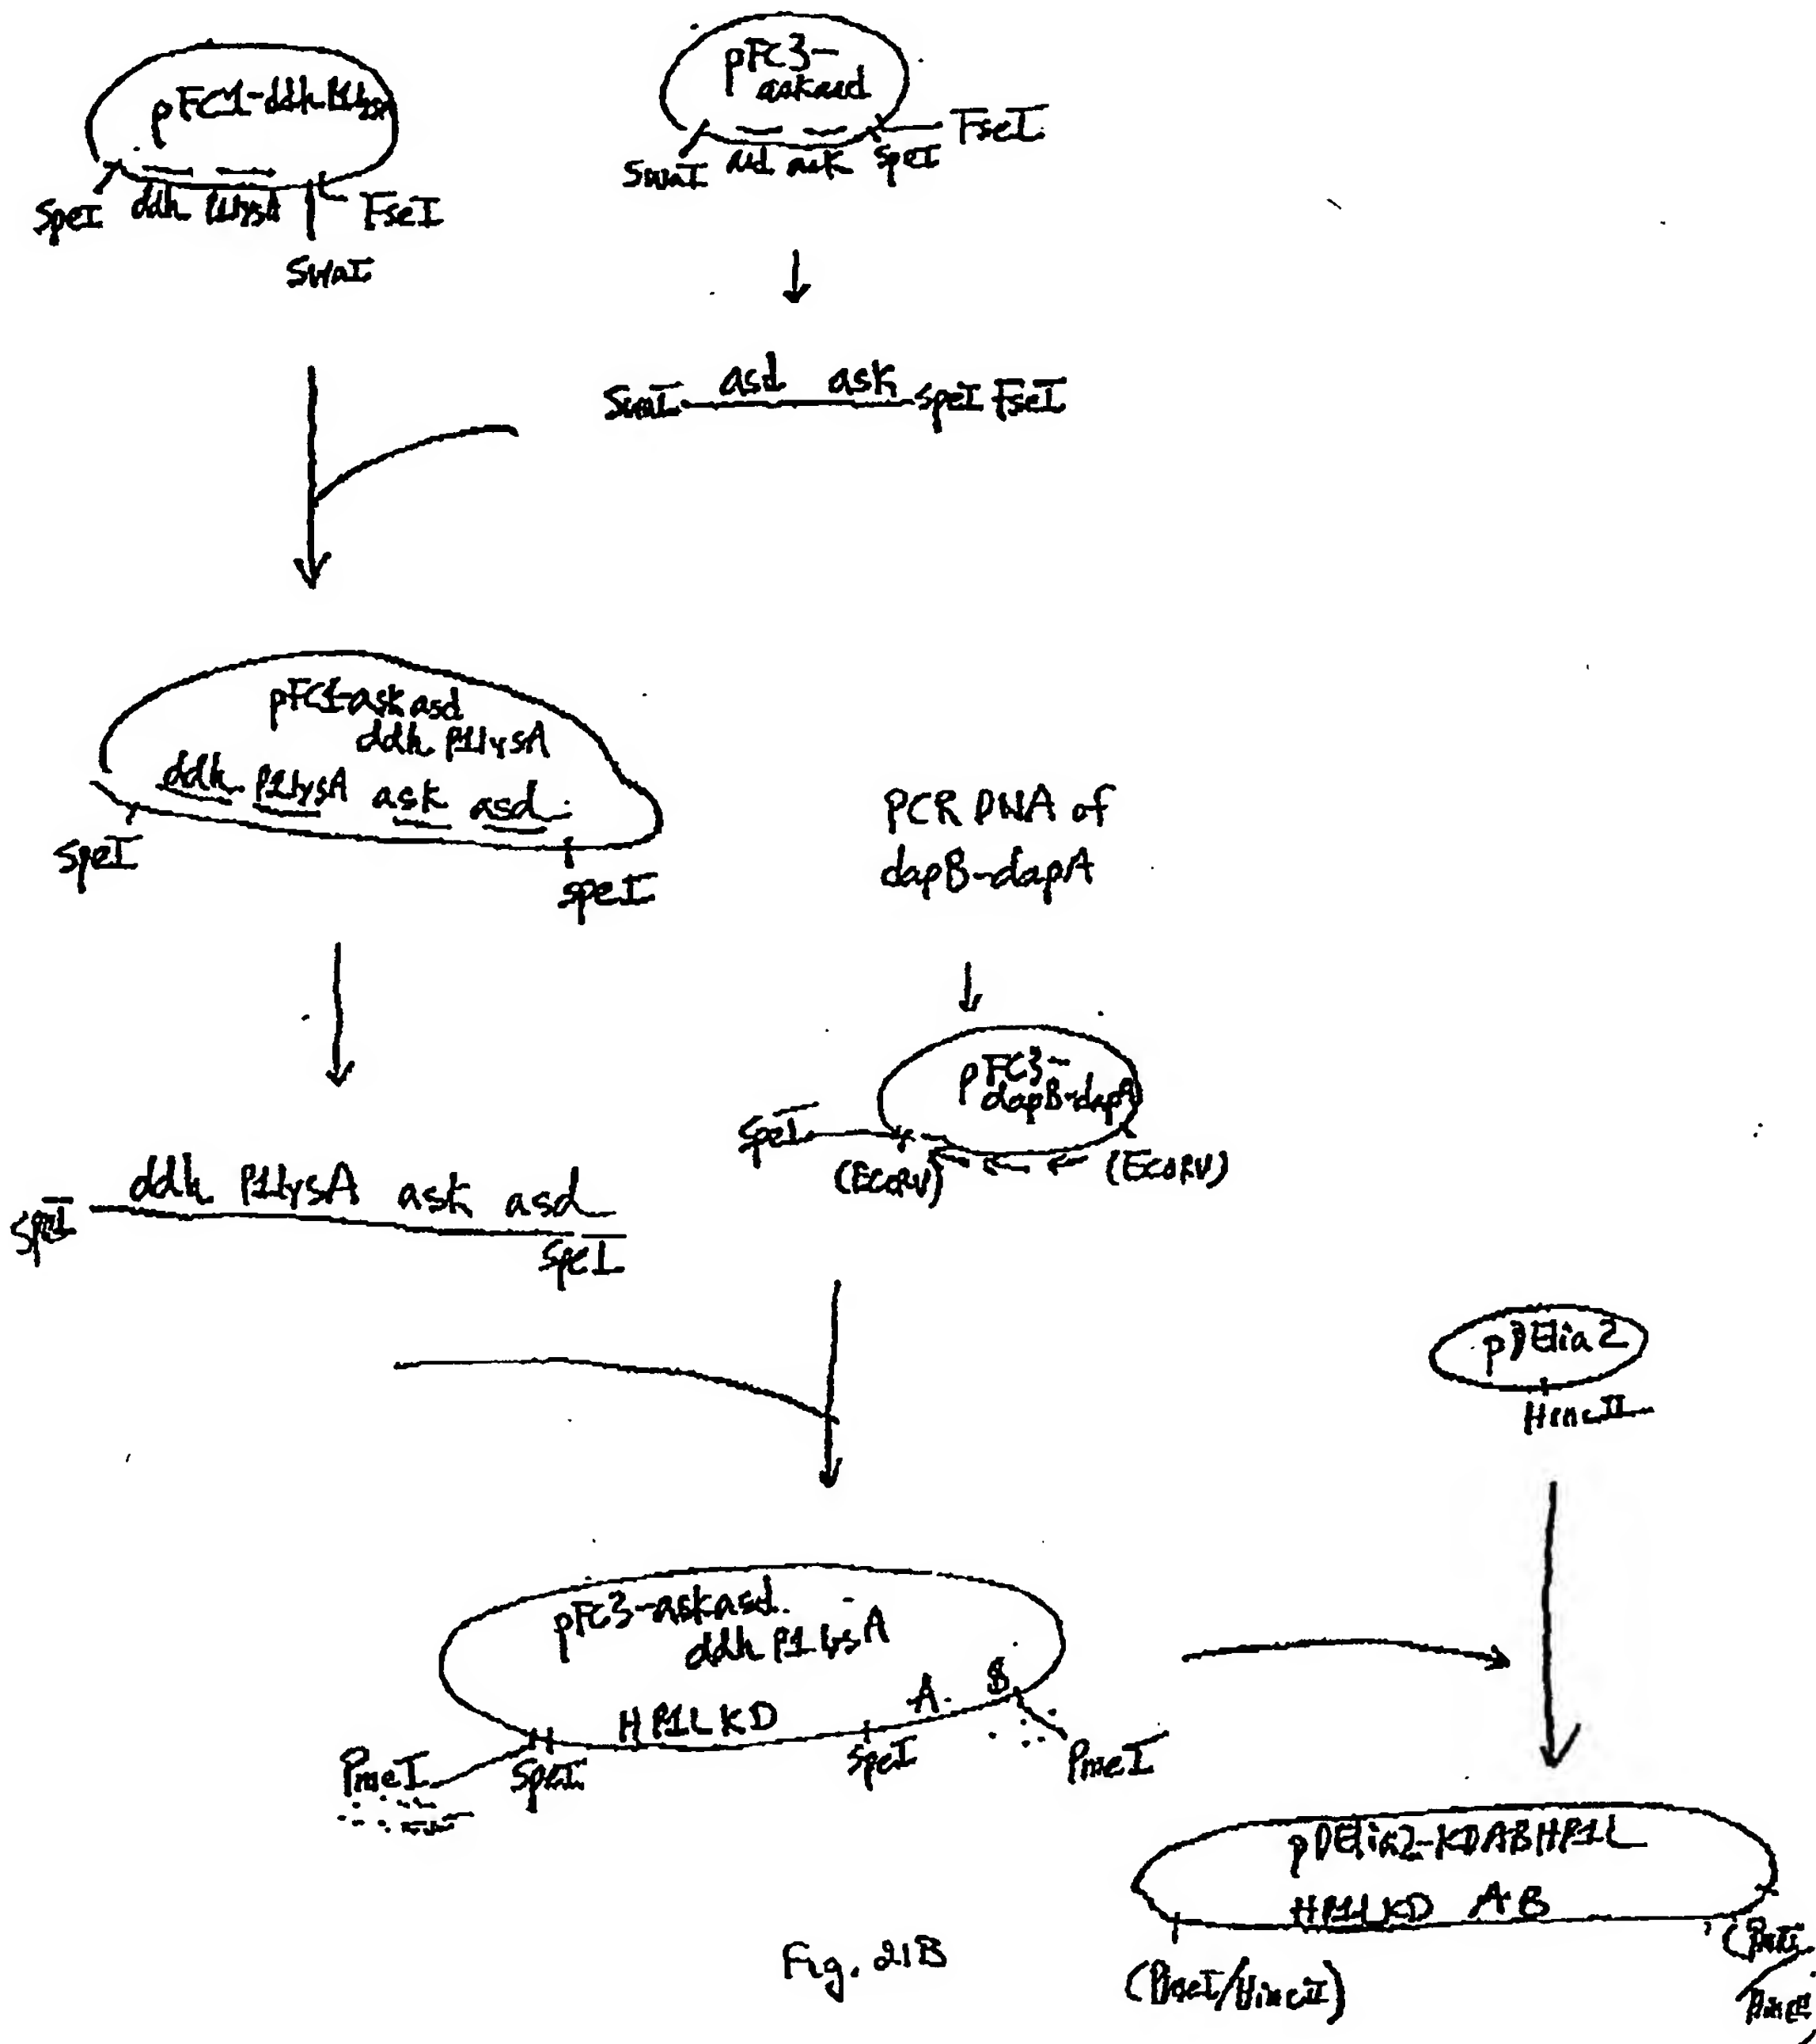 pFC1-ddh P1lysA
SpeI ddh P1lysA FseI
SwaI
pFC3-
askasd
SwaI asd ask SpeI FseI
SwaI asd ask SpeI FseI
pFC1-ask asd
ddh P1lysA
ddh P1lysA ask asd
SpeI
SpeI
PCR DNA of
dapB-dapA
pFC3-
dapB-dapA
SpeI
(EcoRV) (EcoRV)
ddh P1lysA ask asd
SpeI
SpeI
pDElia2
HincII
pFC3-askasd
ddh P1lysA
HP1LKD A B
PmeI SpeI SpeI PmeI
pDElia2-KDABHP1L
HP1LKD AB
(PmeI/HincII)
Fig. 21B